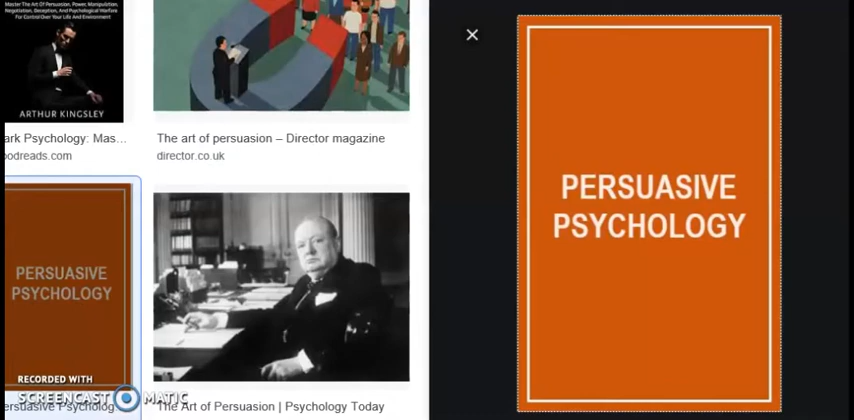 Master The Art Of Persuasion, Power, Manipulation,
Negotiation, Deception, And Psychological Warfare
For Control Over Your Life And Environment
ARTHUR KINGSLEY
ark Psychology: Mas...
oodreads.com
The art of persuasion – Director magazine
director.co.uk
PERSUASIVE
PSYCHOLOGY
RECORDED WITH
SCREENCAST MATIC
ersuasive Psycholog
The Art of Persuasion | Psychology Today
PERSUASIVE
PSYCHOLOGY